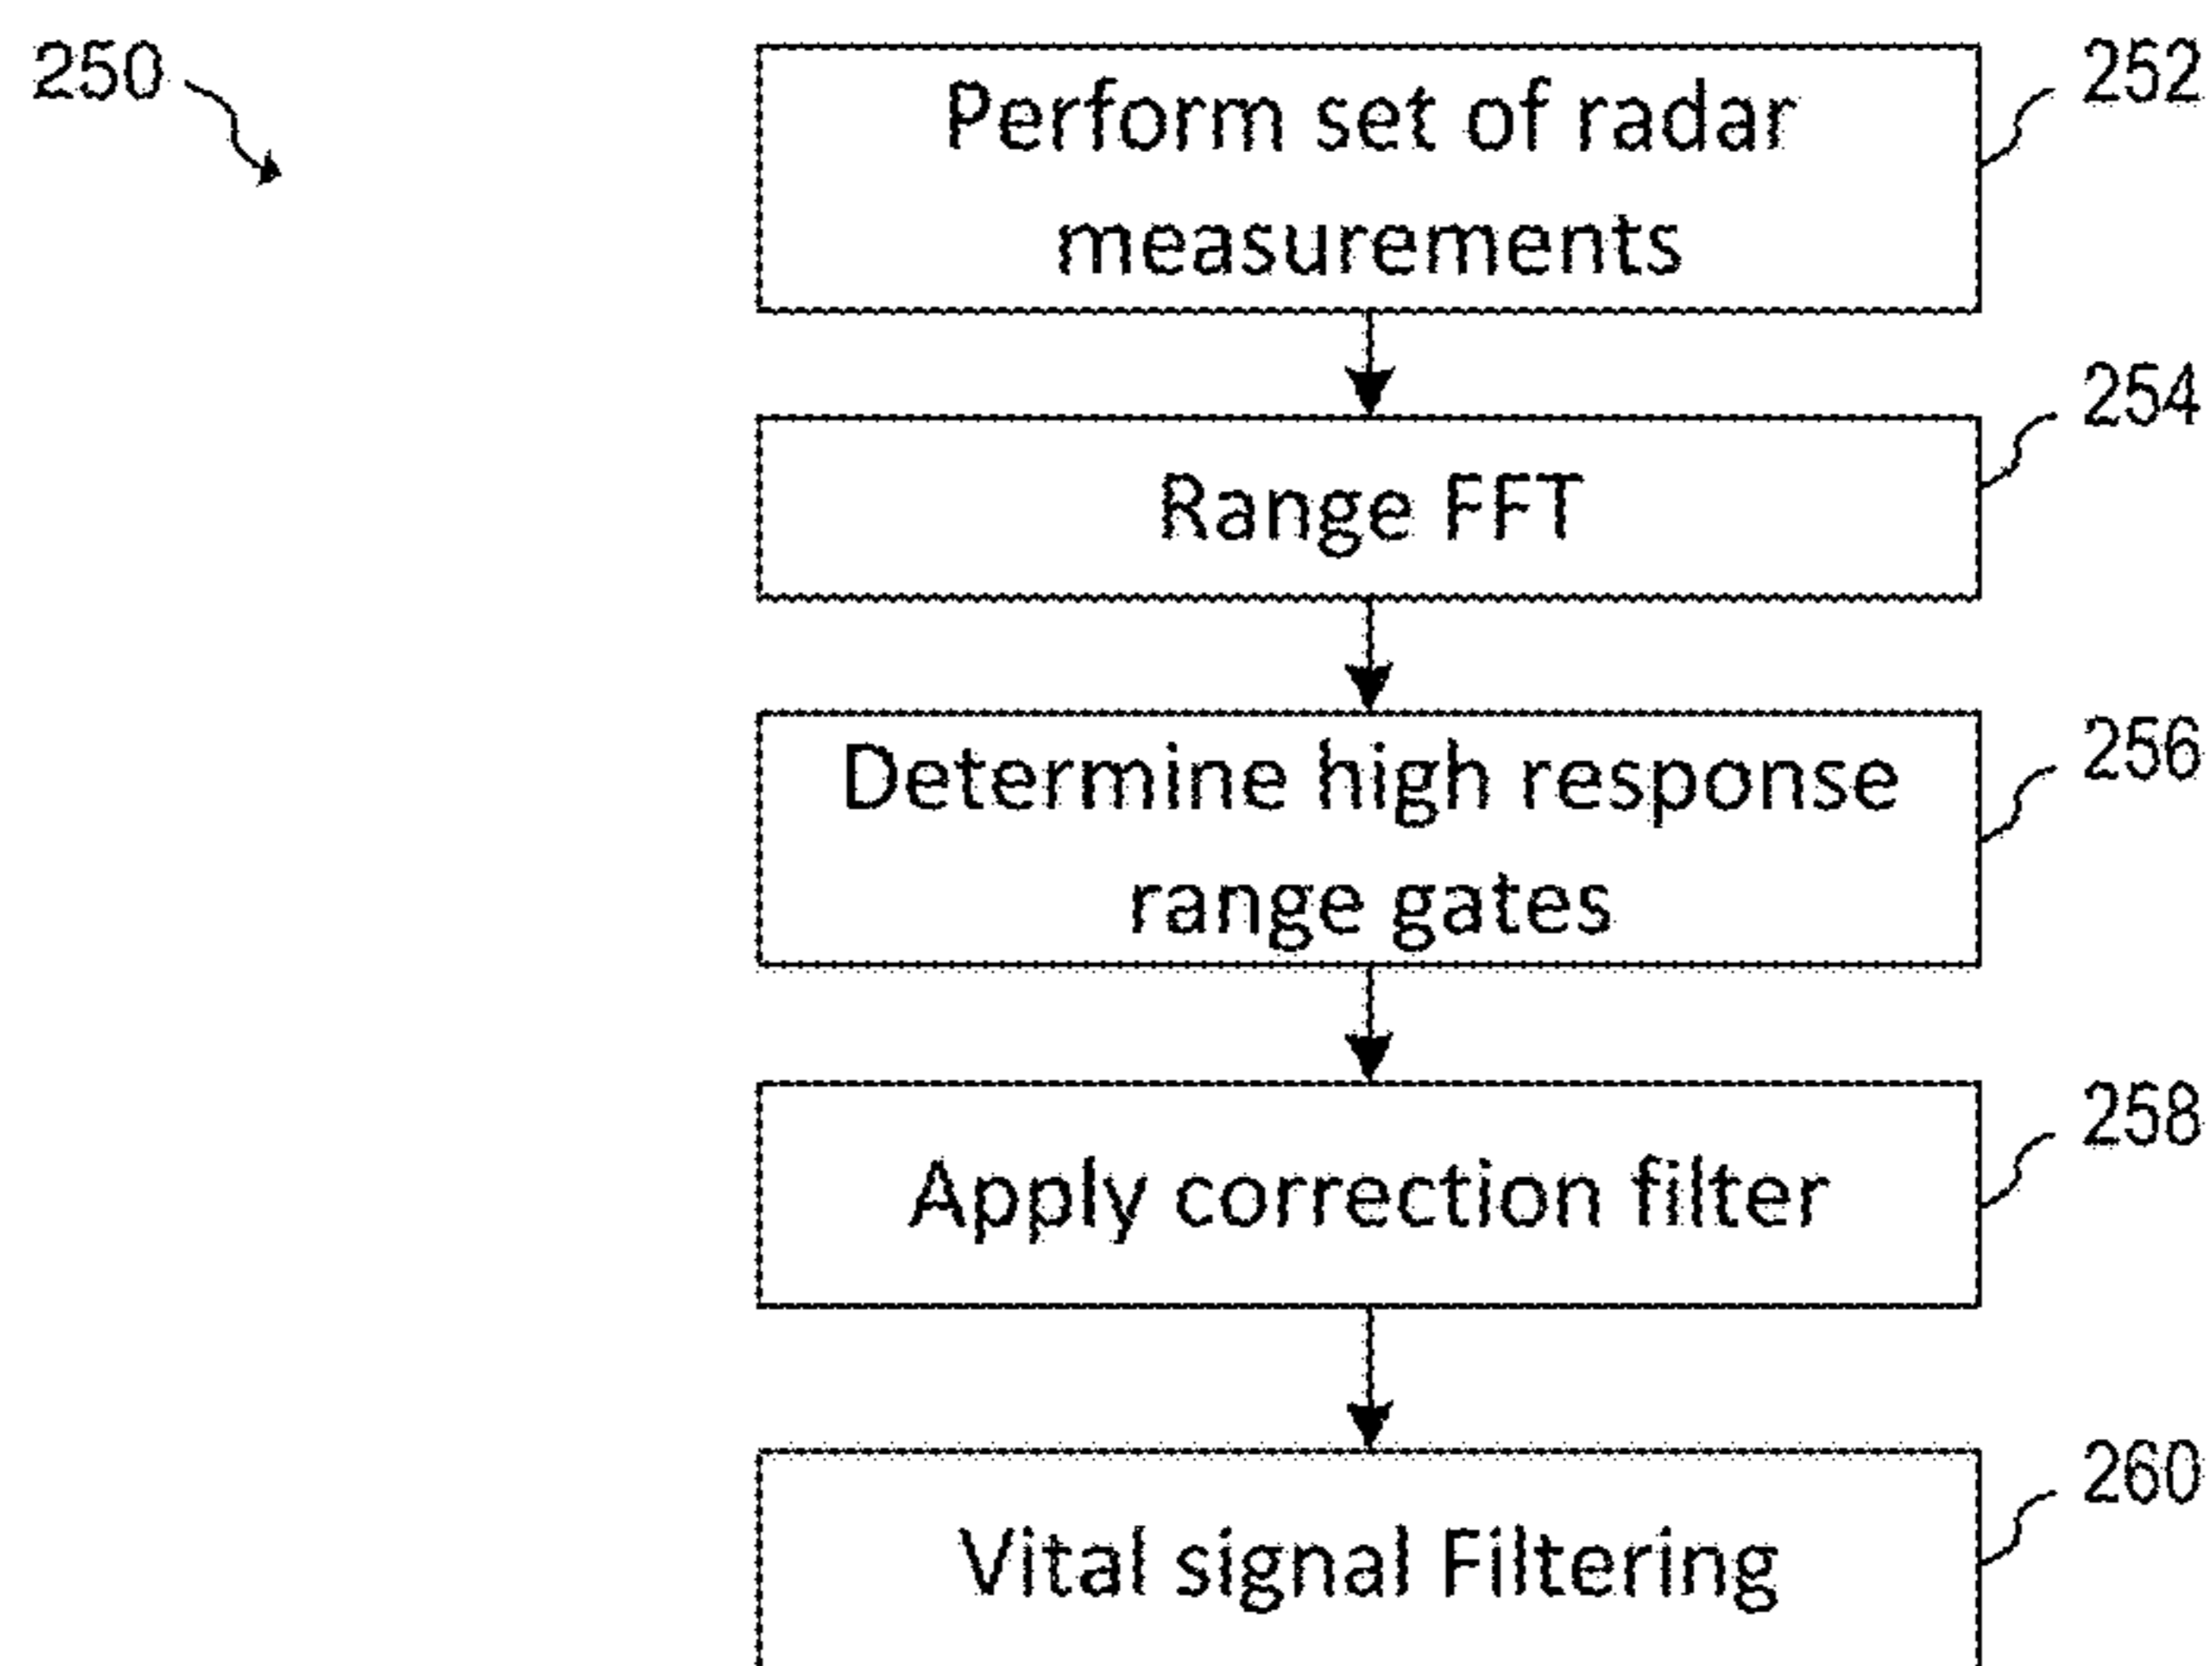 250
252
Perform set of radar
measurements
254
Range FFT
256
Determine high response
range gates
258
Apply correction filter
260
Vital signal Filtering